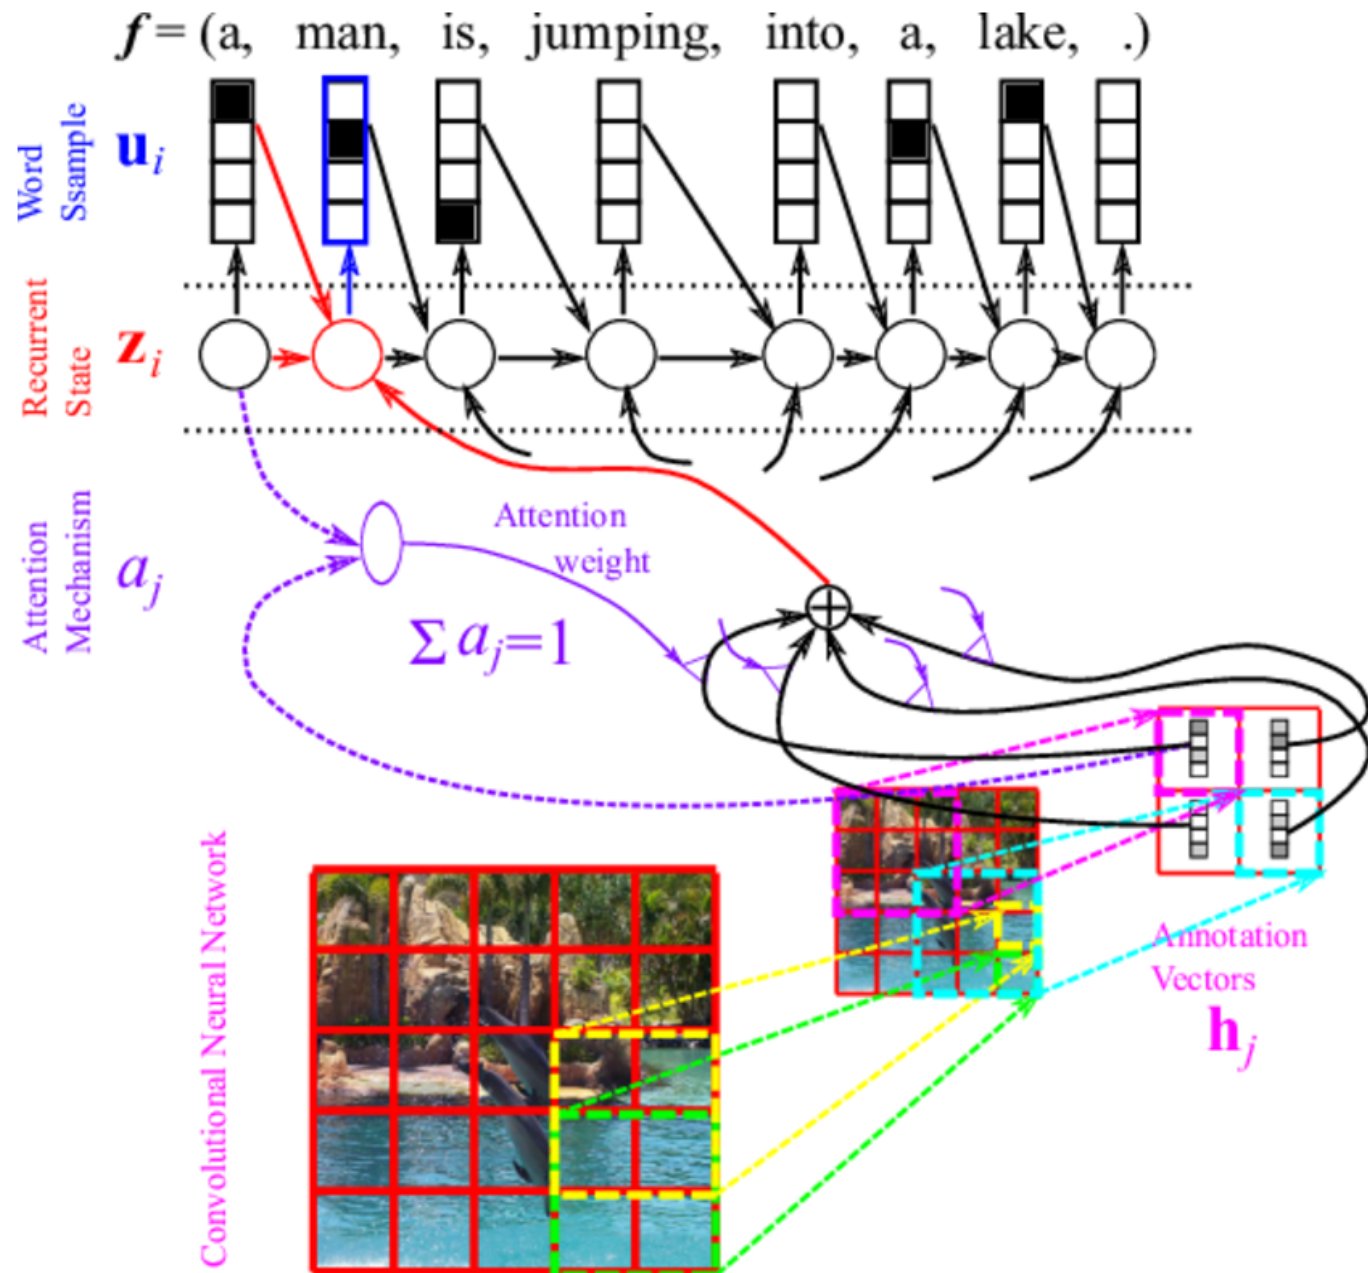 f = (a, man, is, jumping, into, a, lake, .)
Word
Ssample
u_i
Recurrent
State
z_i
Attention
Mechanism
a_j
Attention
weight
Σ a_j=1
Convolutional Neural Network
Annotation
Vectors
h_j